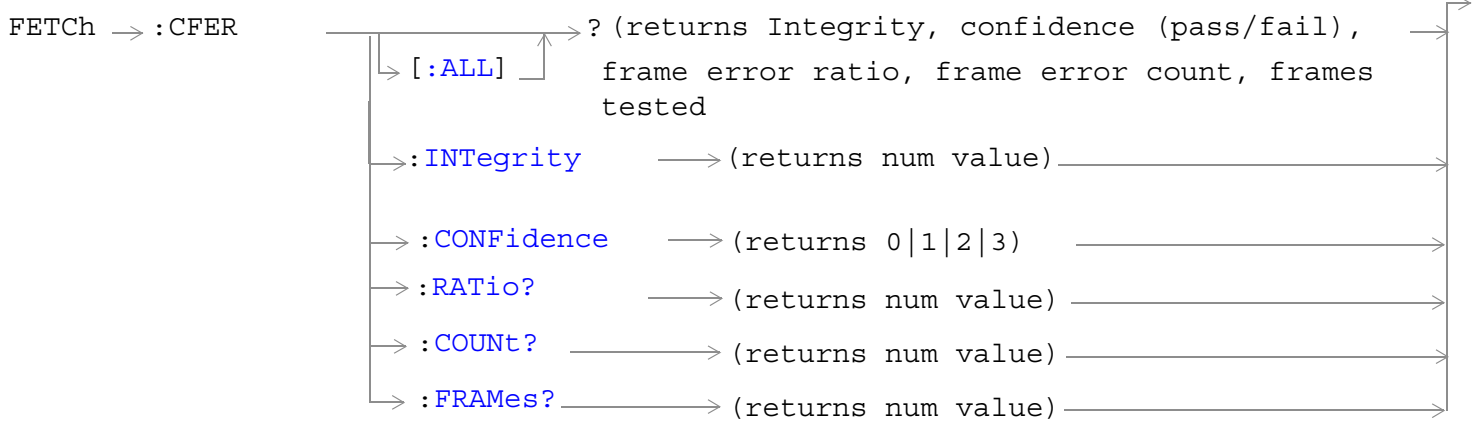 FETCh :CFER ? (returns Integrity, confidence (pass/fail),
[:ALL] frame error ratio, frame error count, frames
tested
:INTegrity (returns num value)
:CONFidence (returns 0|1|2|3)
:RATio? (returns num value)
:COUNt? (returns num value)
:FRAMes? (returns num value)